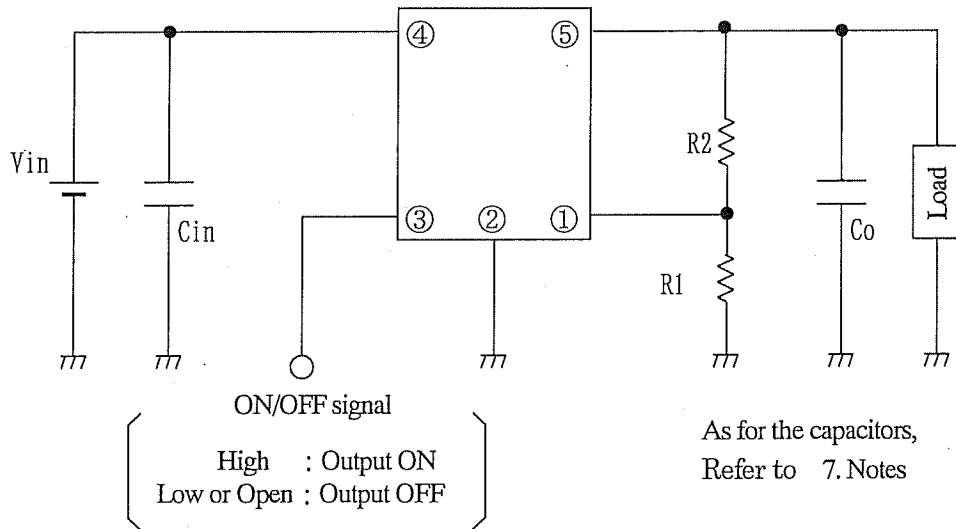 ④
⑤
R2
Vin
Cin
③
②
①
Co
Load
R1
ON/OFF signal
High : Output ON
Low or Open : Output OFF
As for the capacitors,
Refer to 7. Notes